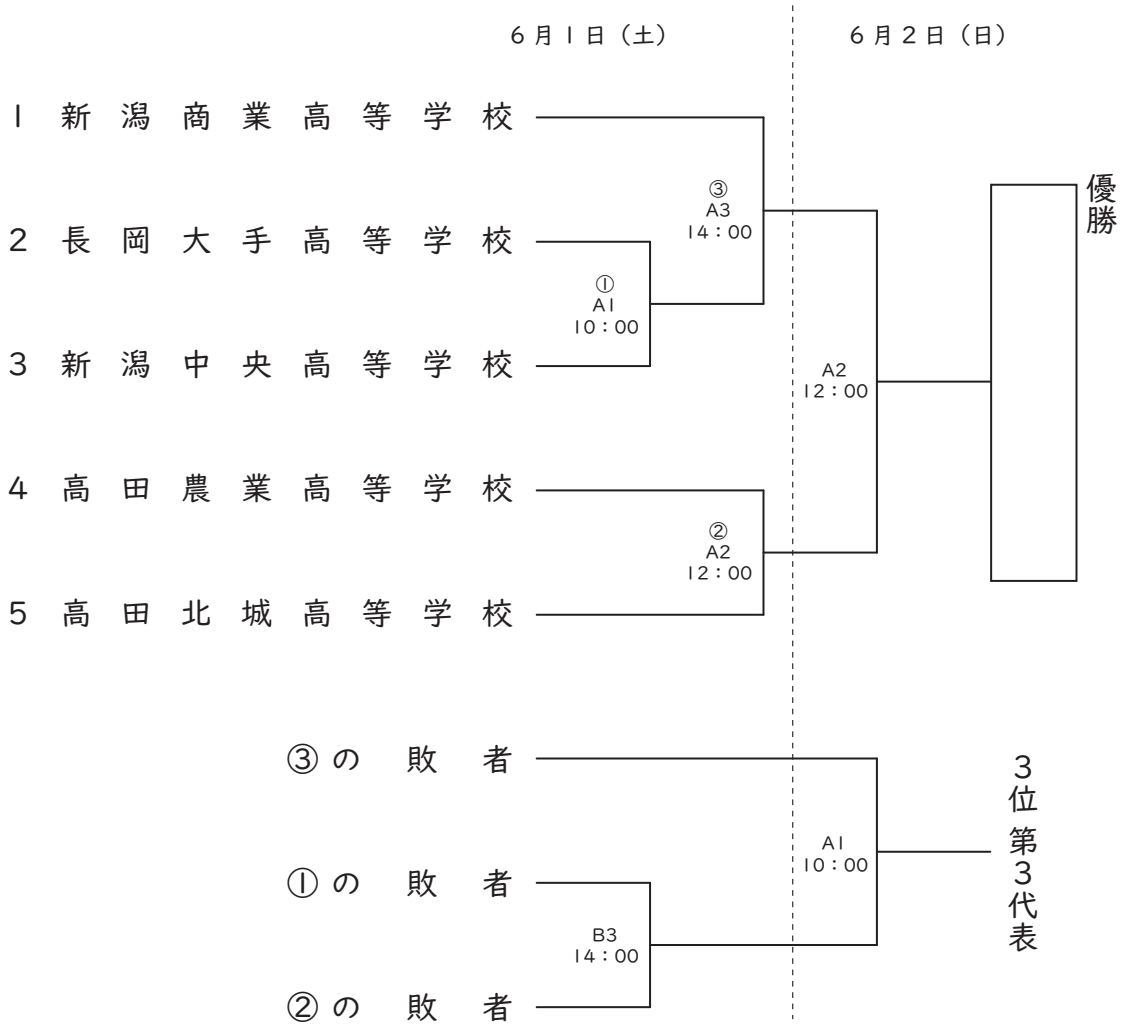 6月1日（土）
6月2日（日）
1 新潟商業高等学校
③
A3
14：00
優勝
2 長岡大手高等学校
①
A1
10：00
3 新潟中央高等学校
A2
12：00
4 高田農業高等学校
②
A2
12：00
5 高田北城高等学校
③の敗者
3位 第3代表
A1
10：00
①の敗者
B3
14：00
②の敗者